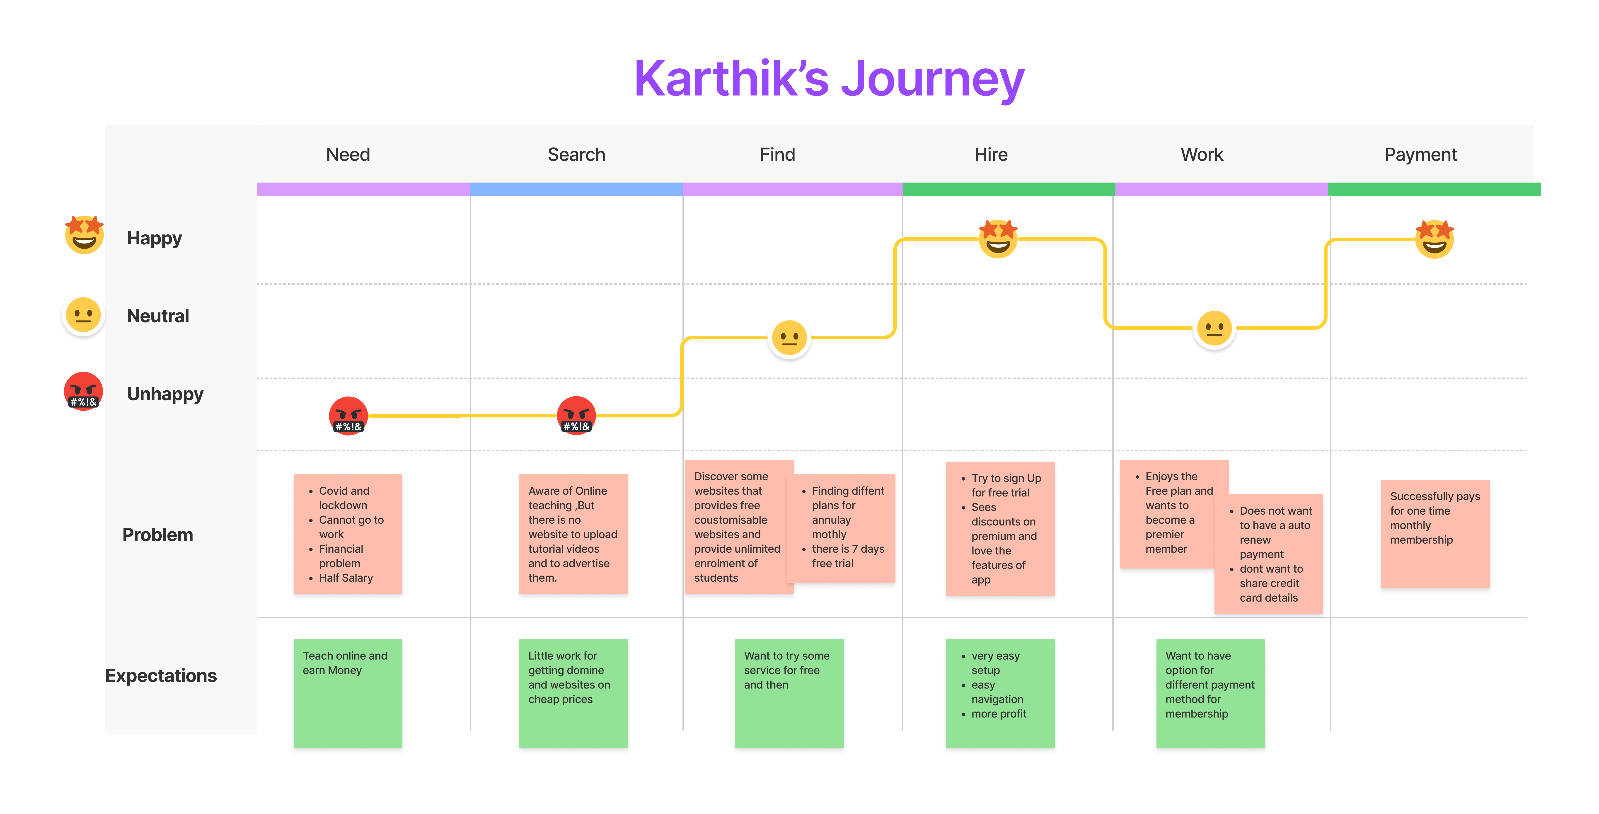 Karthik's Journey
Need
Search
Find
Hire
Work
Payment
Happy
Neutral
Unhappy
#%!&
#%!&
#%!&
Problem
• Covid and
lockdown
• Cannot go to
work
• Financial
problem
• Half Salary
Aware of Online
teaching ,But
there is no
website to upload
tutorial videos
and to advertise
them.
Discover some
websites that
provides free
coustomisable
websites and
provide unlimited
enrolment of
students
• Finding diffent
plans for
annulay
mothly
• there is 7 days
free trial
• Try to sign Up
for free trial
• Sees
discounts on
premium and
love the
features of
app
• Enjoys the
Free plan and
wants to
become a
premier
member
• Does not want
to have a auto
renew
payment
• dont want to
share credit
card details
Successfully pays
for one time
monthly
membership
Expectations
Teach online and
earn Money
Little work for
getting domine
and websites on
cheap prices
Want to try some
service for free
and then
• very easy
setup
• easy
navigation
• more profit
Want to have
option for
different payment
method for
membership